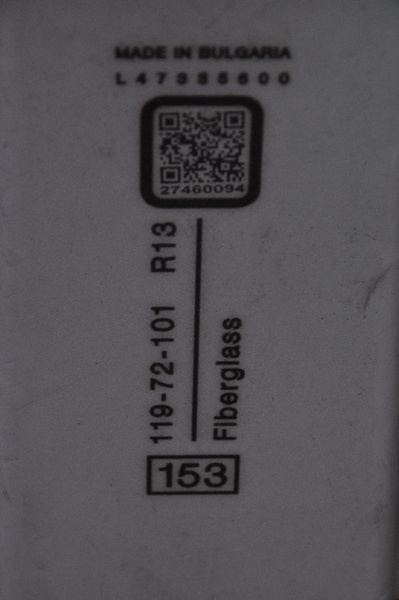 MADE IN BULGARIA
L47335600
27460094
119-72-101 R13
Fiberglass
153